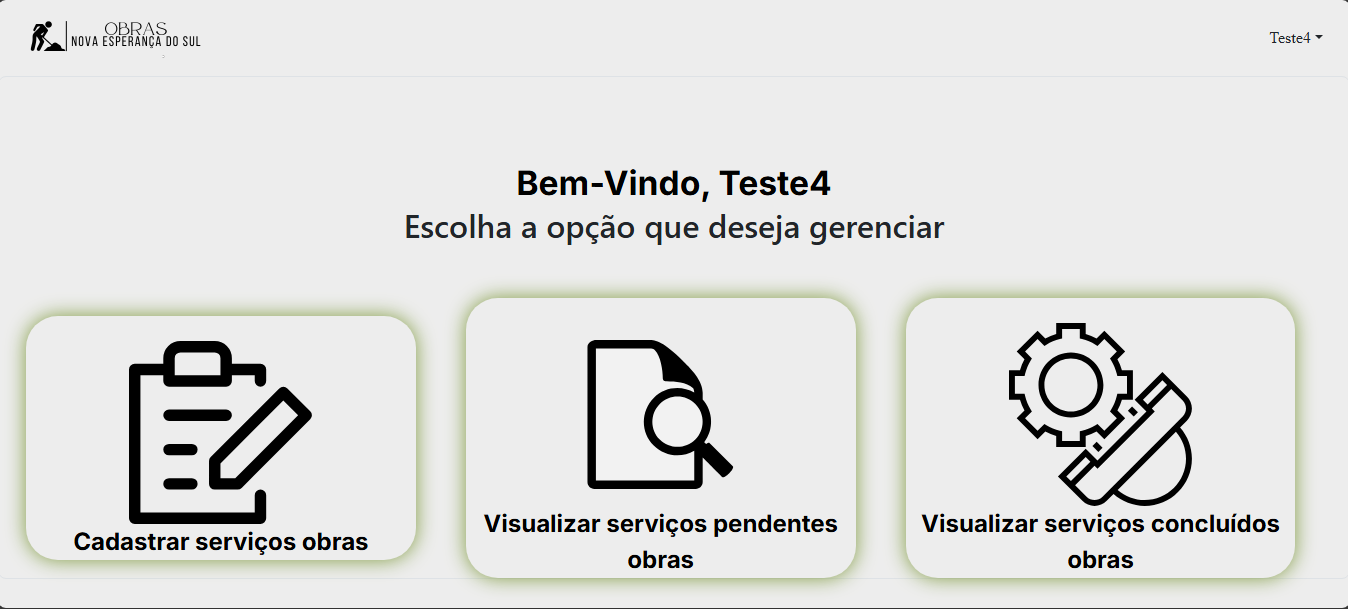 OBRAS
NOVA ESPERANÇA DO SUL
Teste4
Bem-Vindo, Teste4
Escolha a opção que deseja gerenciar
Cadastrar serviços obras
Visualizar serviços pendentes
obras
Visualizar serviços concluídos
obras